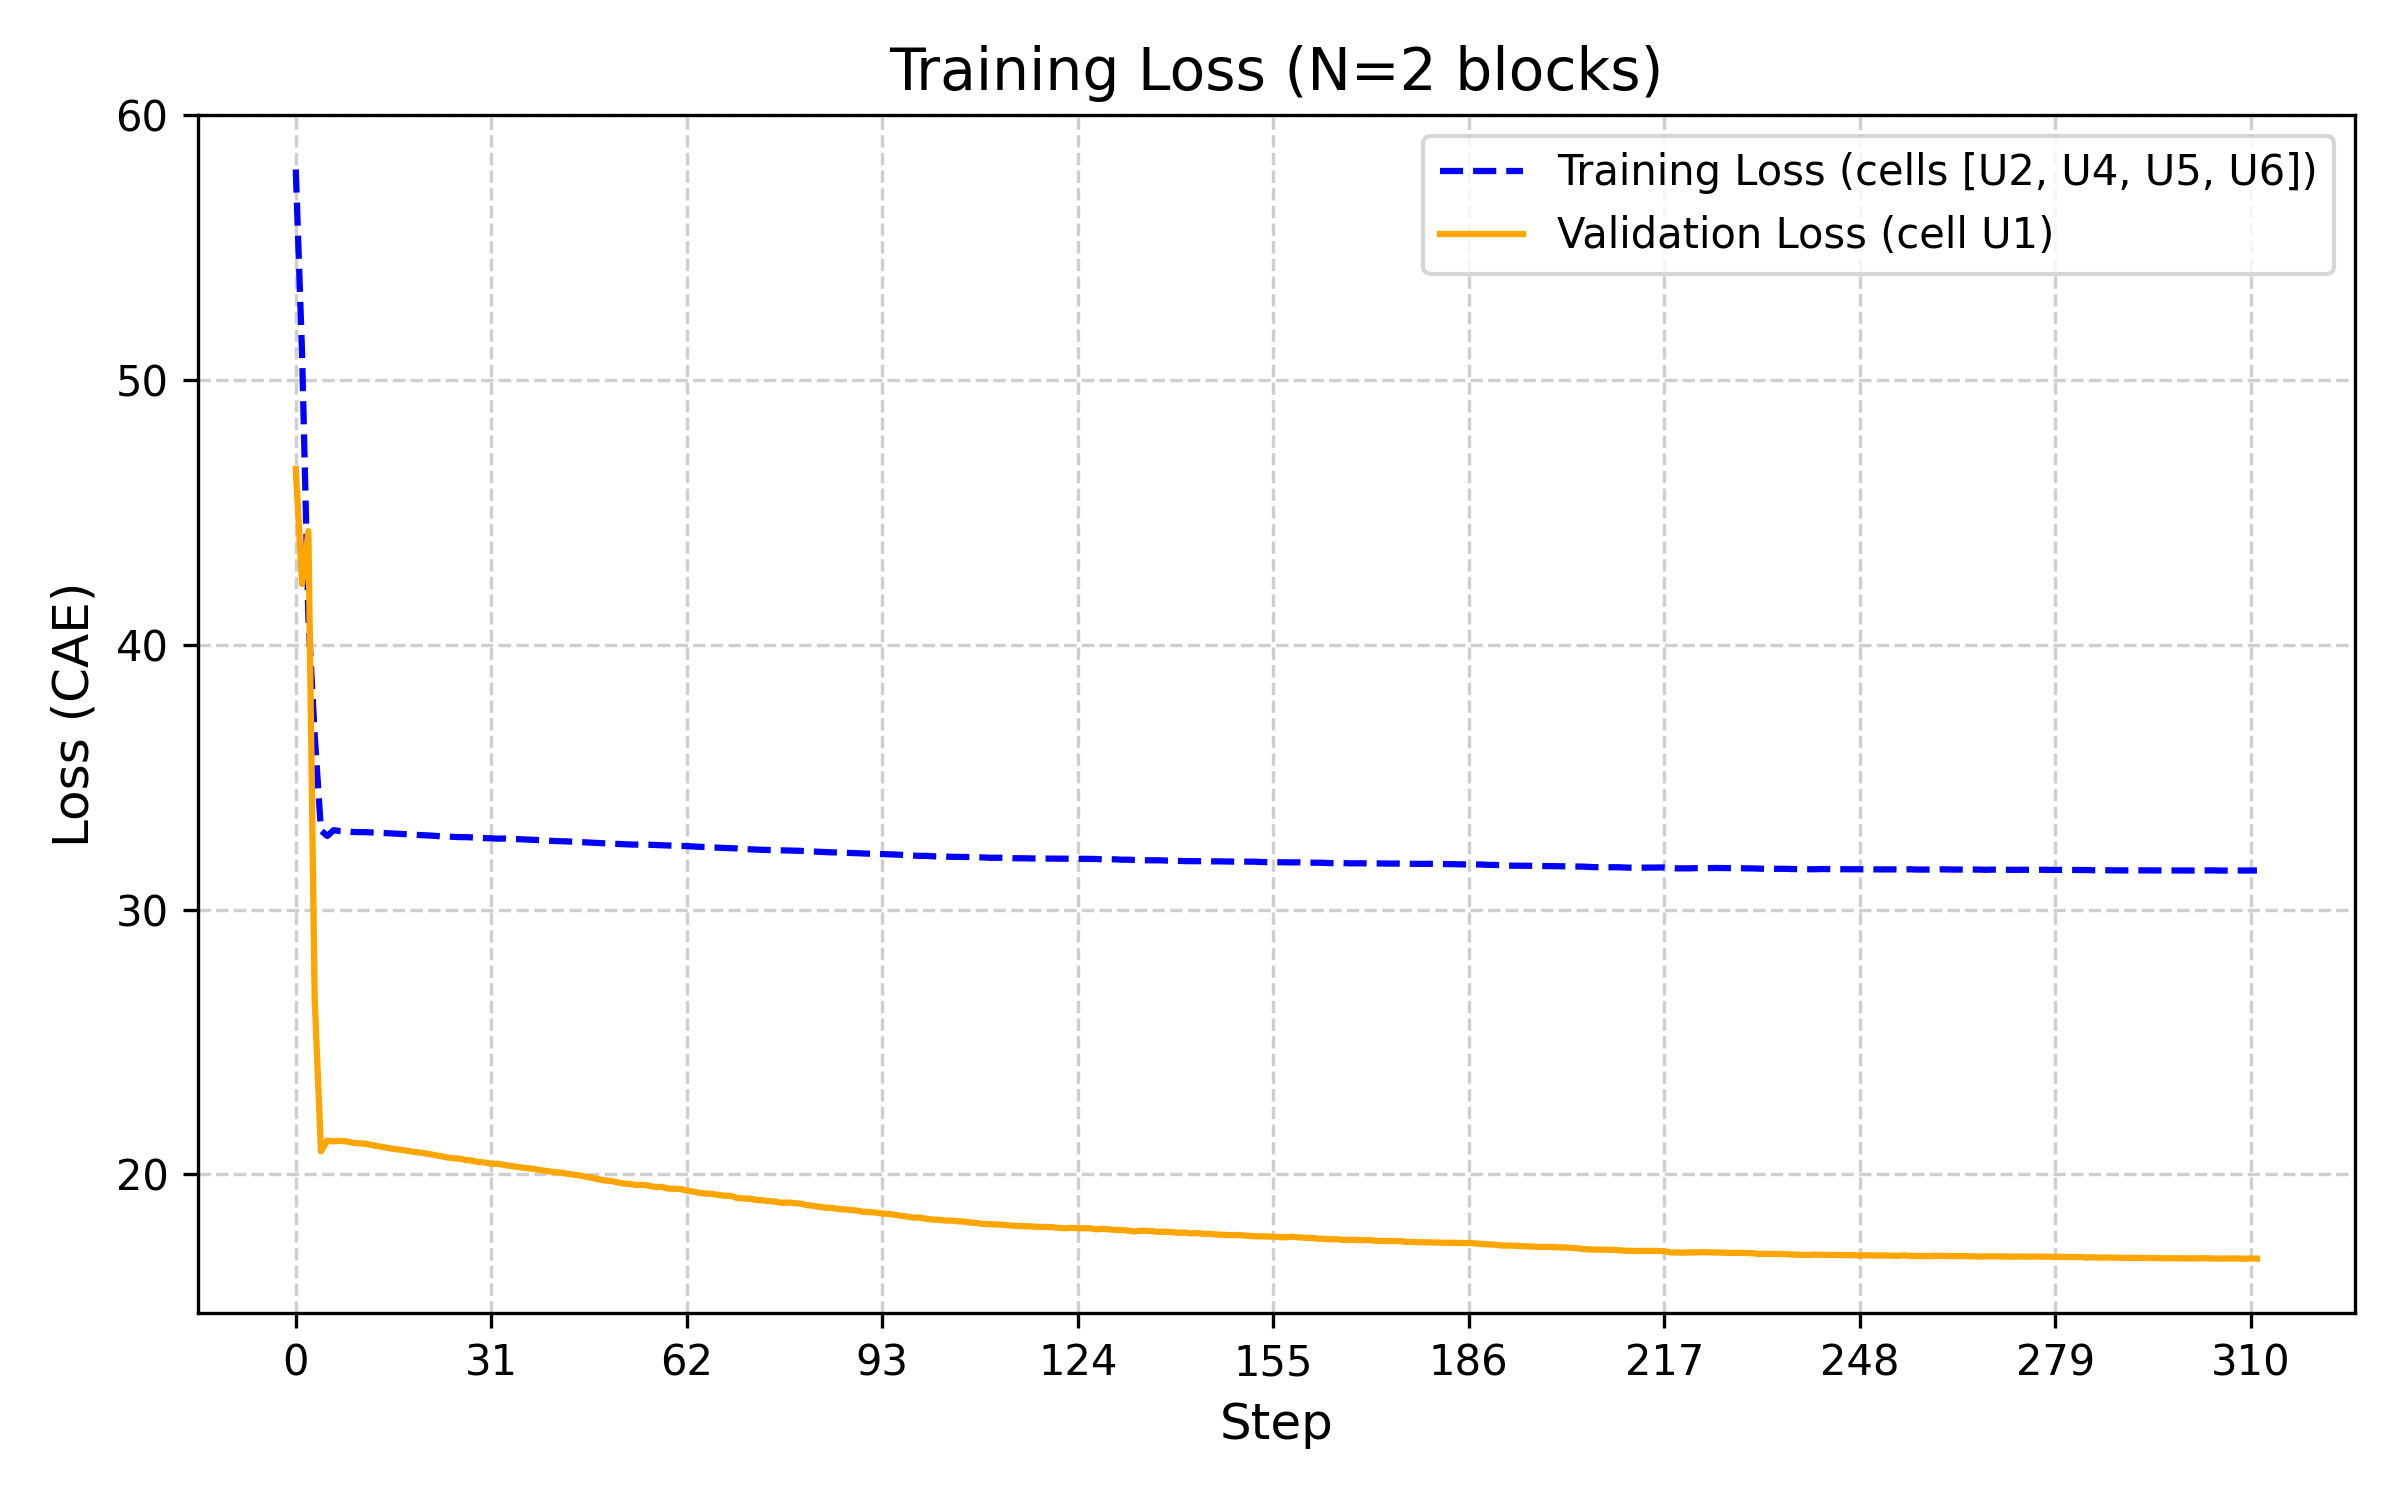 Training Loss (N=2 blocks)
Training Loss (cells [U2, U4, U5, U6])
Validation Loss (cell U1)
Loss (CAE)
60
50
40
30
20
0 31 62 93 124 155 186 217 248 279 310
Step